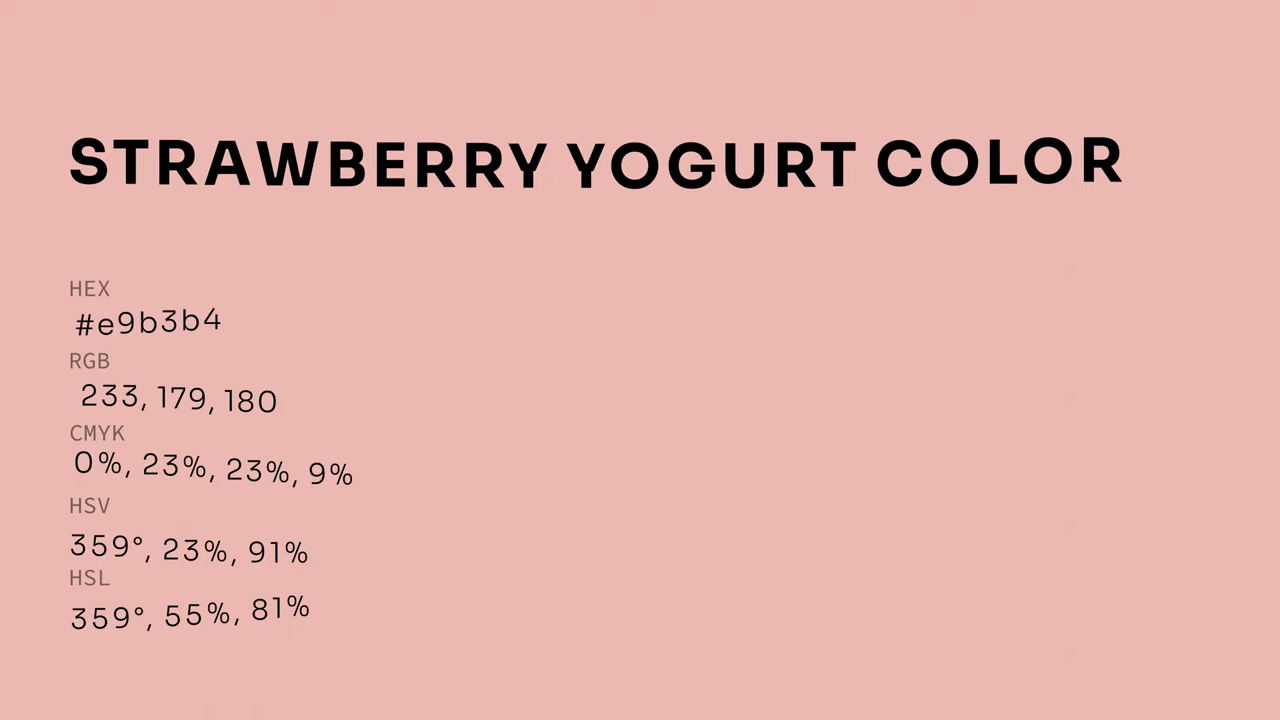 STRAWBERRY YOGURT COLOR
HEX
#e9b3b4
RGB
233, 179, 180
CMYK
0%, 23%, 23%, 9%
HSV
359°, 23%, 91%
HSL
359°, 55%, 81%